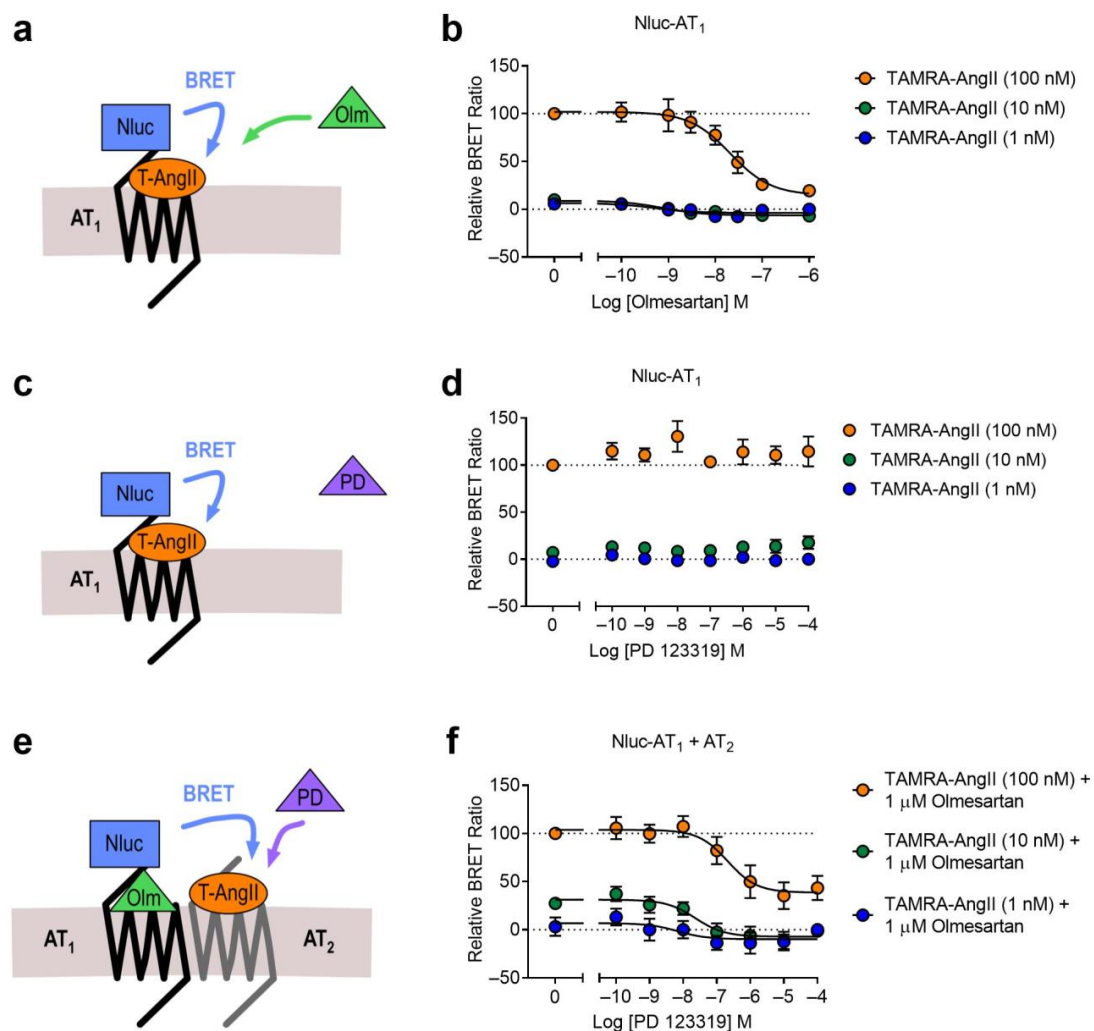 a
BRET
Nluc
Olm
T-AngII
AT1
b
Nluc-AT1
Relative BRET Ratio
150
100
50
0
–50
0 –10 –9 –8 –7 –6
Log [Olmesartan] M
TAMRA-AngII (100 nM)
TAMRA-AngII (10 nM)
TAMRA-AngII (1 nM)
c
BRET
Nluc
PD
T-AngII
AT1
d
Nluc-AT1
Relative BRET Ratio
150
100
50
0
–50
0 –10 –9 –8 –7 –6 –5 –4
Log [PD 123319] M
TAMRA-AngII (100 nM)
TAMRA-AngII (10 nM)
TAMRA-AngII (1 nM)
e
BRET
PD
Nluc
Olm
T-AngII
AT1
AT2
f
Nluc-AT1 + AT2
Relative BRET Ratio
150
100
50
0
–50
0 –10 –9 –8 –7 –6 –5 –4
Log [PD 123319] M
TAMRA-AngII (100 nM) +
1 μM Olmesartan
TAMRA-AngII (10 nM) +
1 μM Olmesartan
TAMRA-AngII (1 nM) +
1 μM Olmesartan